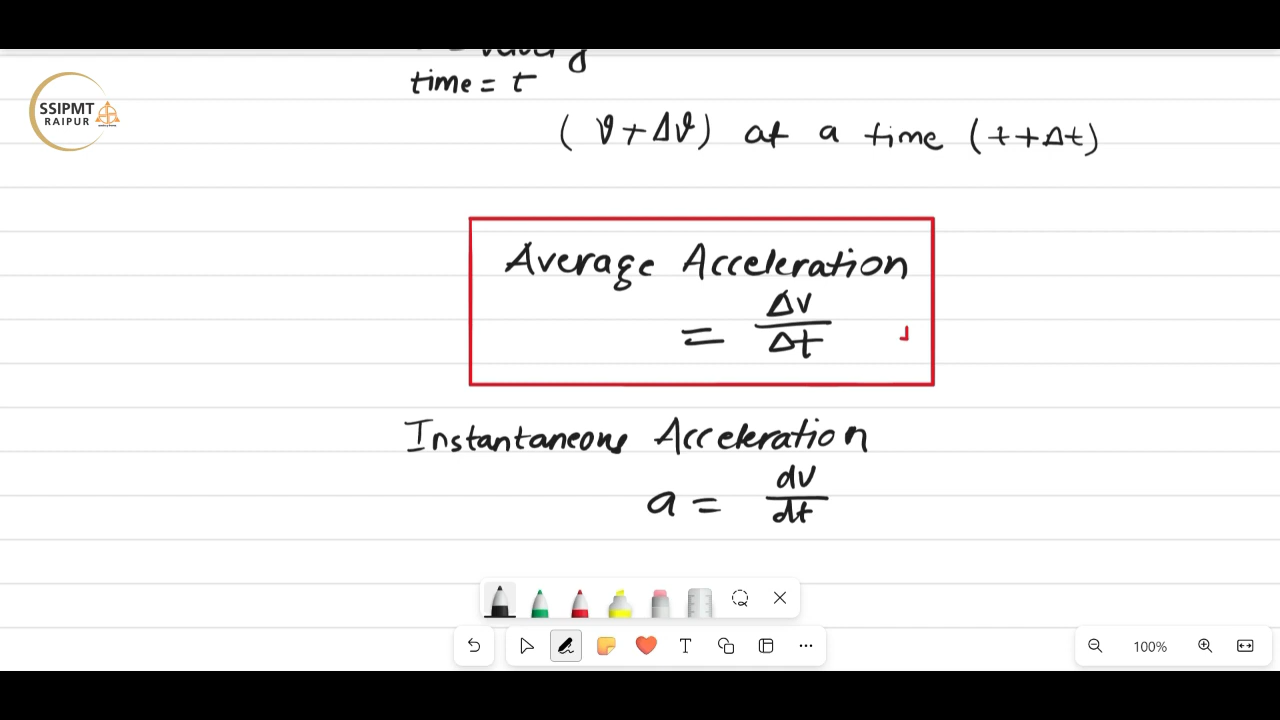 time = t
SSIPMT
RAIPUR
(v+Δv) at a time (t+Δt)
Average Acceleration
= Δv/Δt
Instantaneous Acceleration
a = dv/dt
T
100%